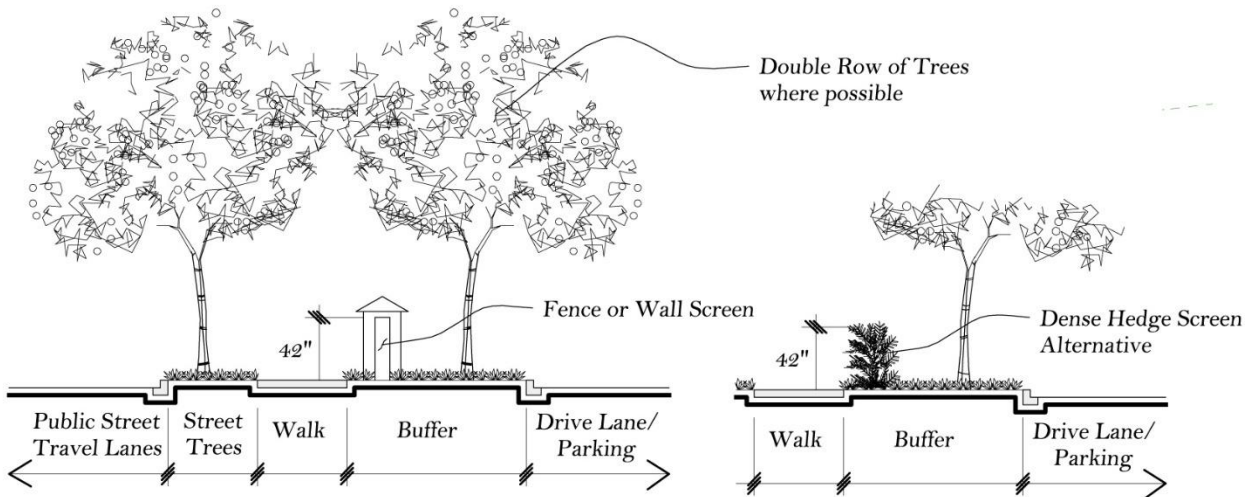 Double Row of Trees
where possible
Fence or Wall Screen
42"
Public Street
Travel Lanes
Street
Trees
Walk
Buffer
Drive Lane/
Parking
Dense Hedge Screen
Alternative
42"
Walk
Buffer
Drive Lane/
Parking